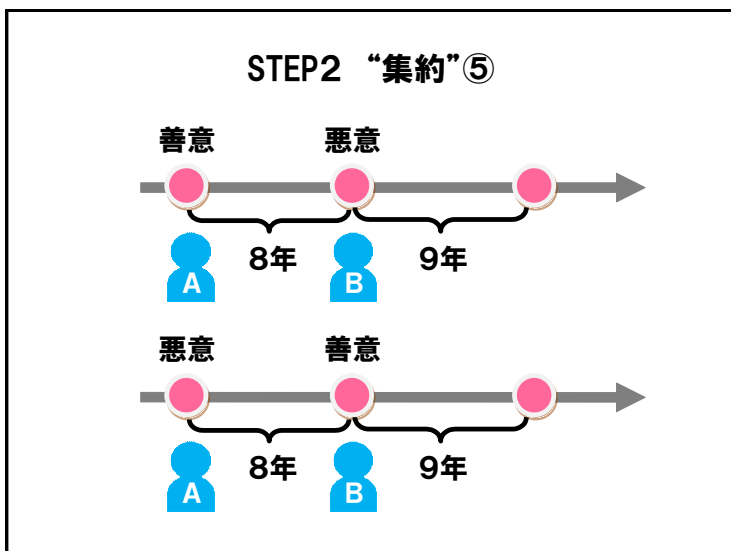 STEP2 “集約”⑤
善意 悪意
8年 9年
A B
悪意 善意
8年 9年
A B